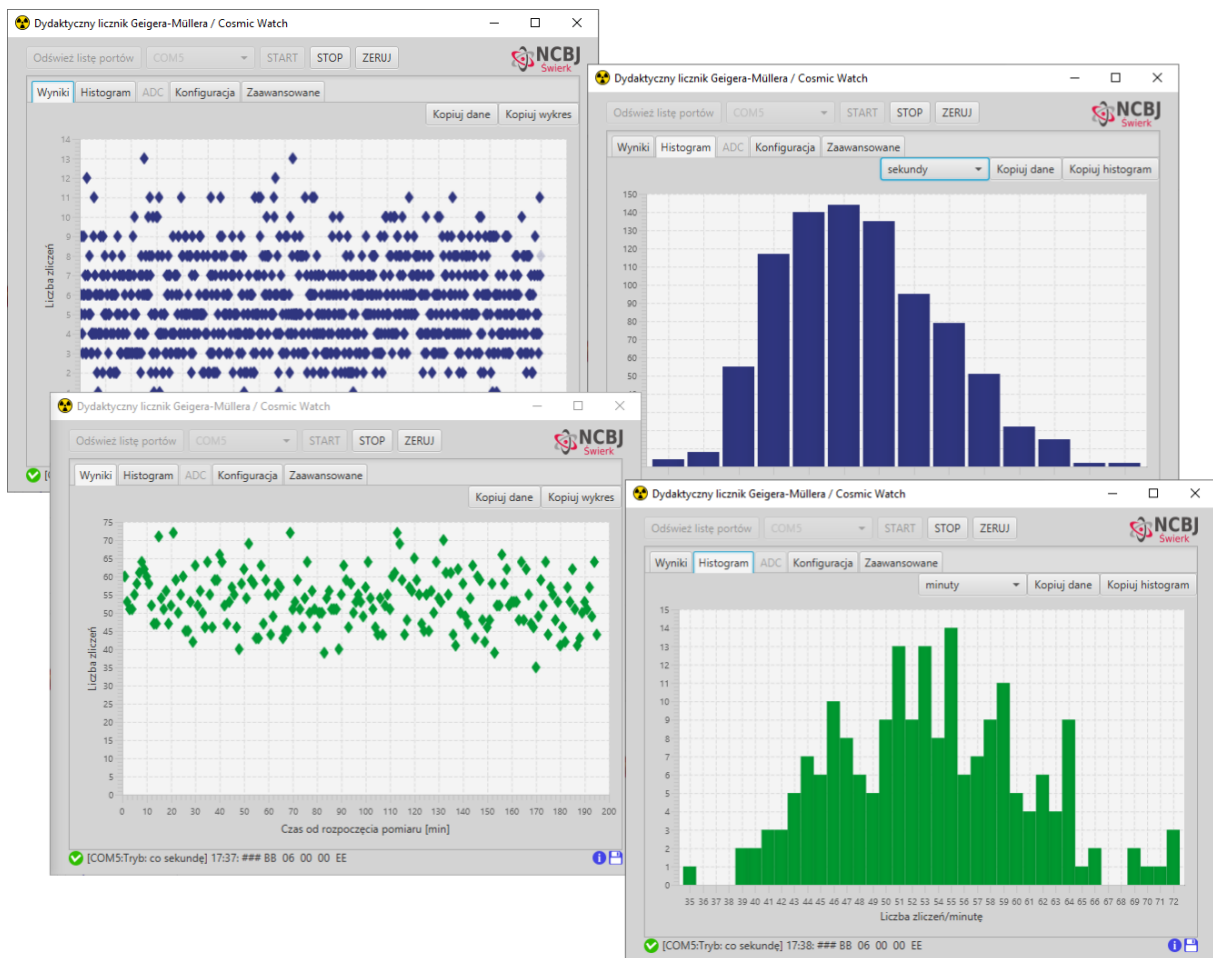 Dydaktyczny licznik Geigera-Müllera / Cosmic Watch
Odśwież listę portów COM5 START STOP ZERUJ
NCBJ
Świerk
Wyniki Histogram ADC Konfiguracja Zaawansowane
Kopiuj dane Kopiuj wykres
14
13
12
11
10
9
8
7
6
5
4
3
2
1
Liczba zliczeń
Dydaktyczny licznik Geigera-Müllera / Cosmic Watch
Odśwież listę portów COM5 START STOP ZERUJ
NCBJ
Świerk
Wyniki Histogram ADC Konfiguracja Zaawansowane
sekundy Kopiuj dane Kopiuj histogram
150
140
130
120
110
100
90
80
70
60
50
Dydaktyczny licznik Geigera-Müllera / Cosmic Watch
Odśwież listę portów COM5 START STOP ZERUJ
NCBJ
Świerk
Wyniki Histogram ADC Konfiguracja Zaawansowane
Kopiuj dane Kopiuj wykres
75
70
65
60
55
50
45
40
35
30
25
20
15
10
5
0
Liczba zliczeń
0 10 20 30 40 50 60 70 80 90 100 110 120 130 140 150 160 170 180 190 200
Czas od rozpoczęcia pomiaru [min]
[COM5:Tryb: co sekundę] 17:37: ### BB 06 00 00 EE
Dydaktyczny licznik Geigera-Müllera / Cosmic Watch
Odśwież listę portów COM5 START STOP ZERUJ
NCBJ
Świerk
Wyniki Histogram ADC Konfiguracja Zaawansowane
minuty Kopiuj dane Kopiuj histogram
15
14
13
12
11
10
9
8
7
6
5
4
3
2
1
0
35 36 37 38 39 40 41 42 43 44 45 46 47 48 49 50 51 52 53 54 55 56 57 58 59 60 61 62 63 64 65 66 67 68 69 70 71 72
Liczba zliczeń/minutę
[COM5:Tryb: co sekundę] 17:38: ### BB 06 00 00 EE